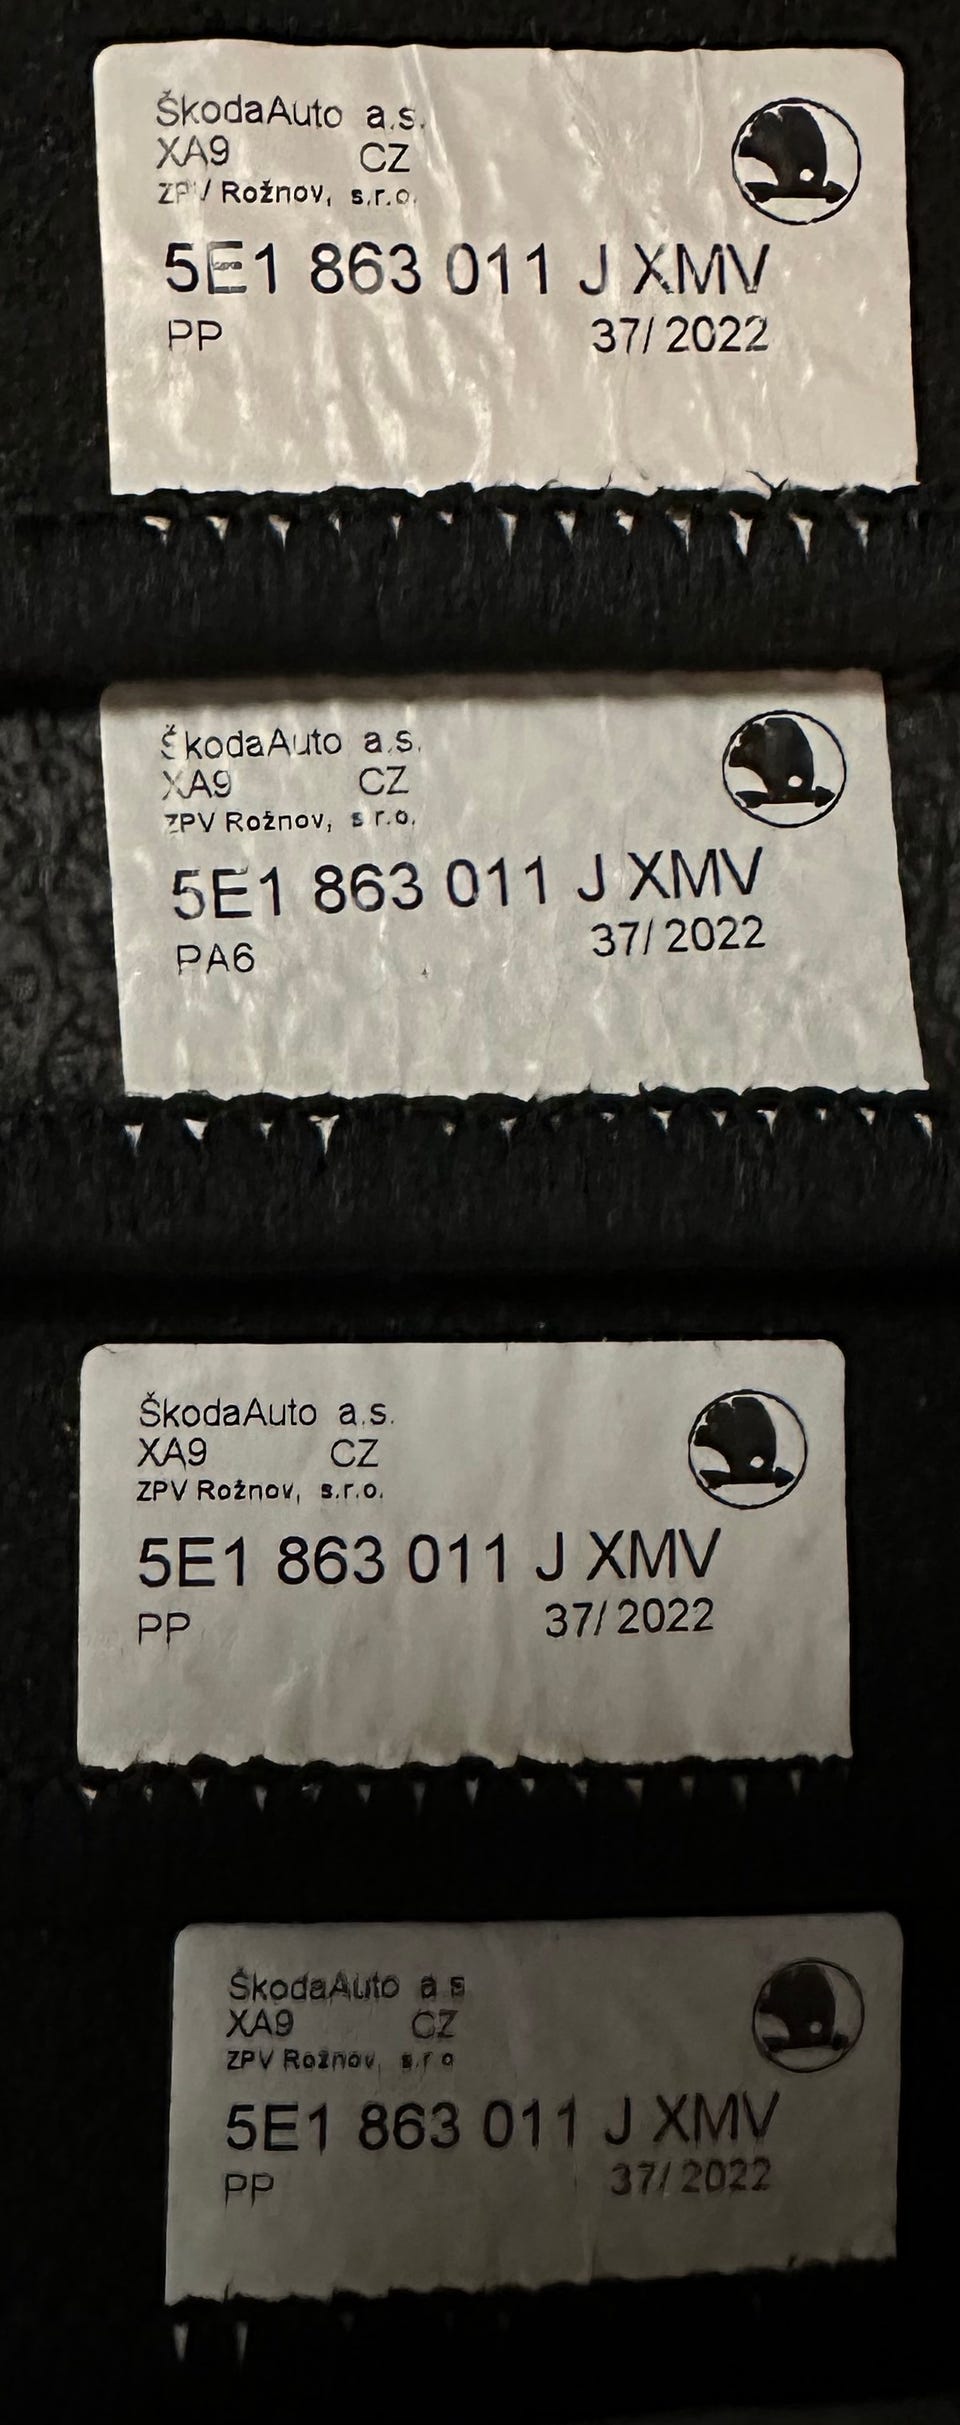 ŠkodaAuto a.s.
XA9 CZ
ZPV Rožnov, s.r.o.
5E1 863 011 J XMV
PP 37/2022
ŠkodaAuto a.s.
XA9 CZ
ZPV Rožnov, s.r.o.
5E1 863 011 J XMV
PA6 37/2022
ŠkodaAuto a.s.
XA9 CZ
ZPV Rožnov, s.r.o.
5E1 863 011 J XMV
PP 37/2022
ŠkodaAuto a s
XA9 CZ
ZPV Rožnov, s.r o
5E1 863 011 J XMV
PP 37/2022